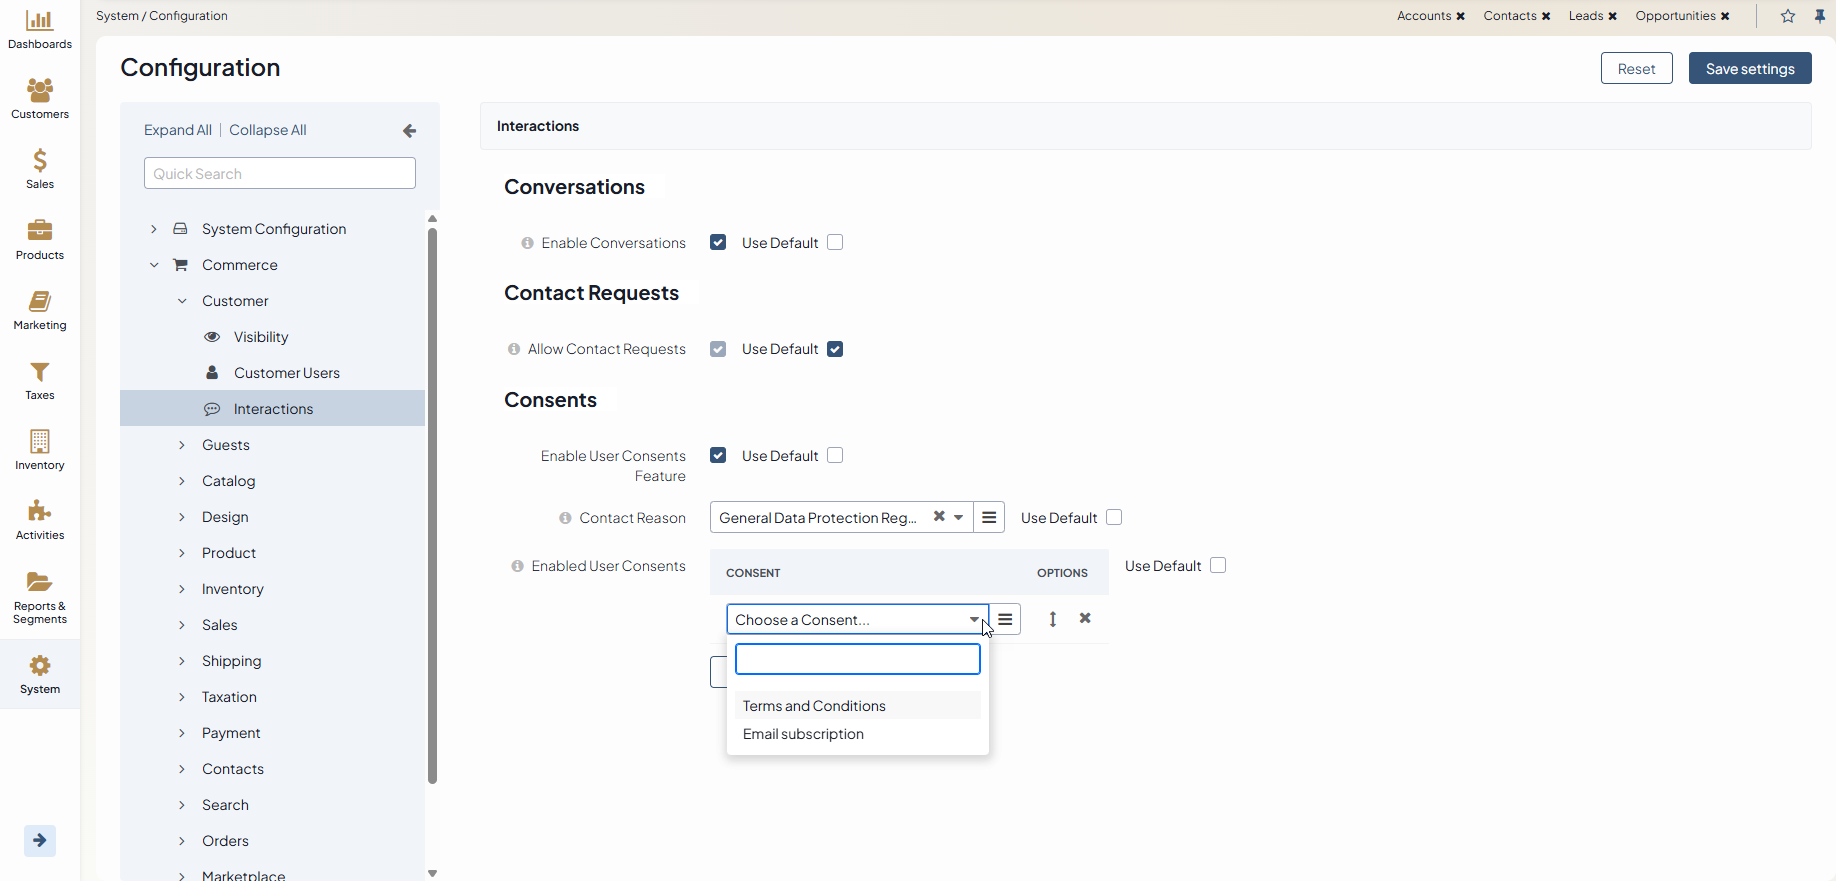 System / Configuration
Accounts ✖ Contacts ✖ Leads ✖ Opportunities ✖
Dashboards
Customers
Sales
Products
Marketing
Taxes
Inventory
Activities
Reports &
Segments
System
Configuration
Reset
Save settings
Expand All | Collapse All
Quick Search
System Configuration
Commerce
Customer
Visibility
Customer Users
Interactions
Guests
Catalog
Design
Product
Inventory
Sales
Shipping
Taxation
Payment
Contacts
Search
Orders
Marketplace
Interactions
Conversations
Enable Conversations Use Default
Contact Requests
Allow Contact Requests Use Default
Consents
Enable User Consents
Feature
Use Default
Contact Reason General Data Protection Reg... Use Default
Enabled User Consents
CONSENT OPTIONS
Use Default
Choose a Consent...
Terms and Conditions
Email subscription